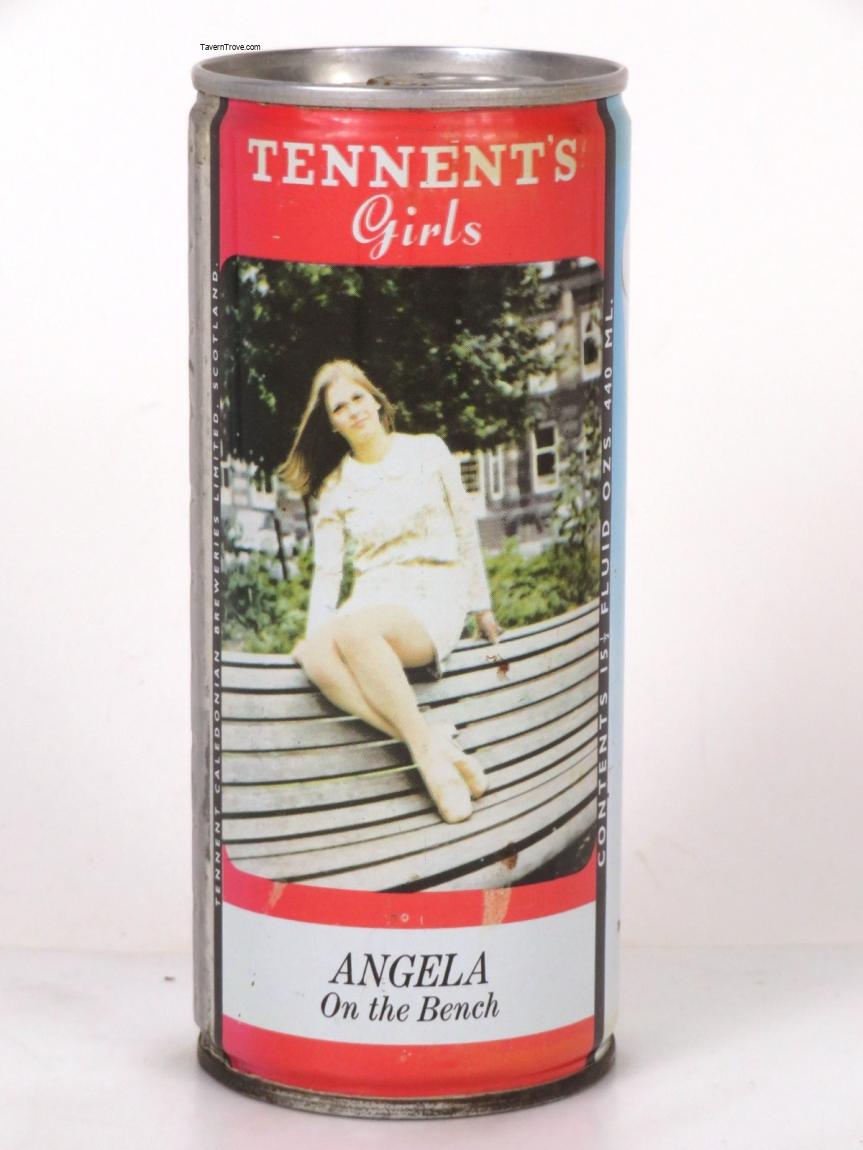 TavernTrove.com
TENNENT'S
Girls
TENNENT CALEDONIAN BREWERIES LIMITED, SCOTLAND.
CONTENTS 15½ FLUID OZS. 440 ML.
ANGELA
On the Bench